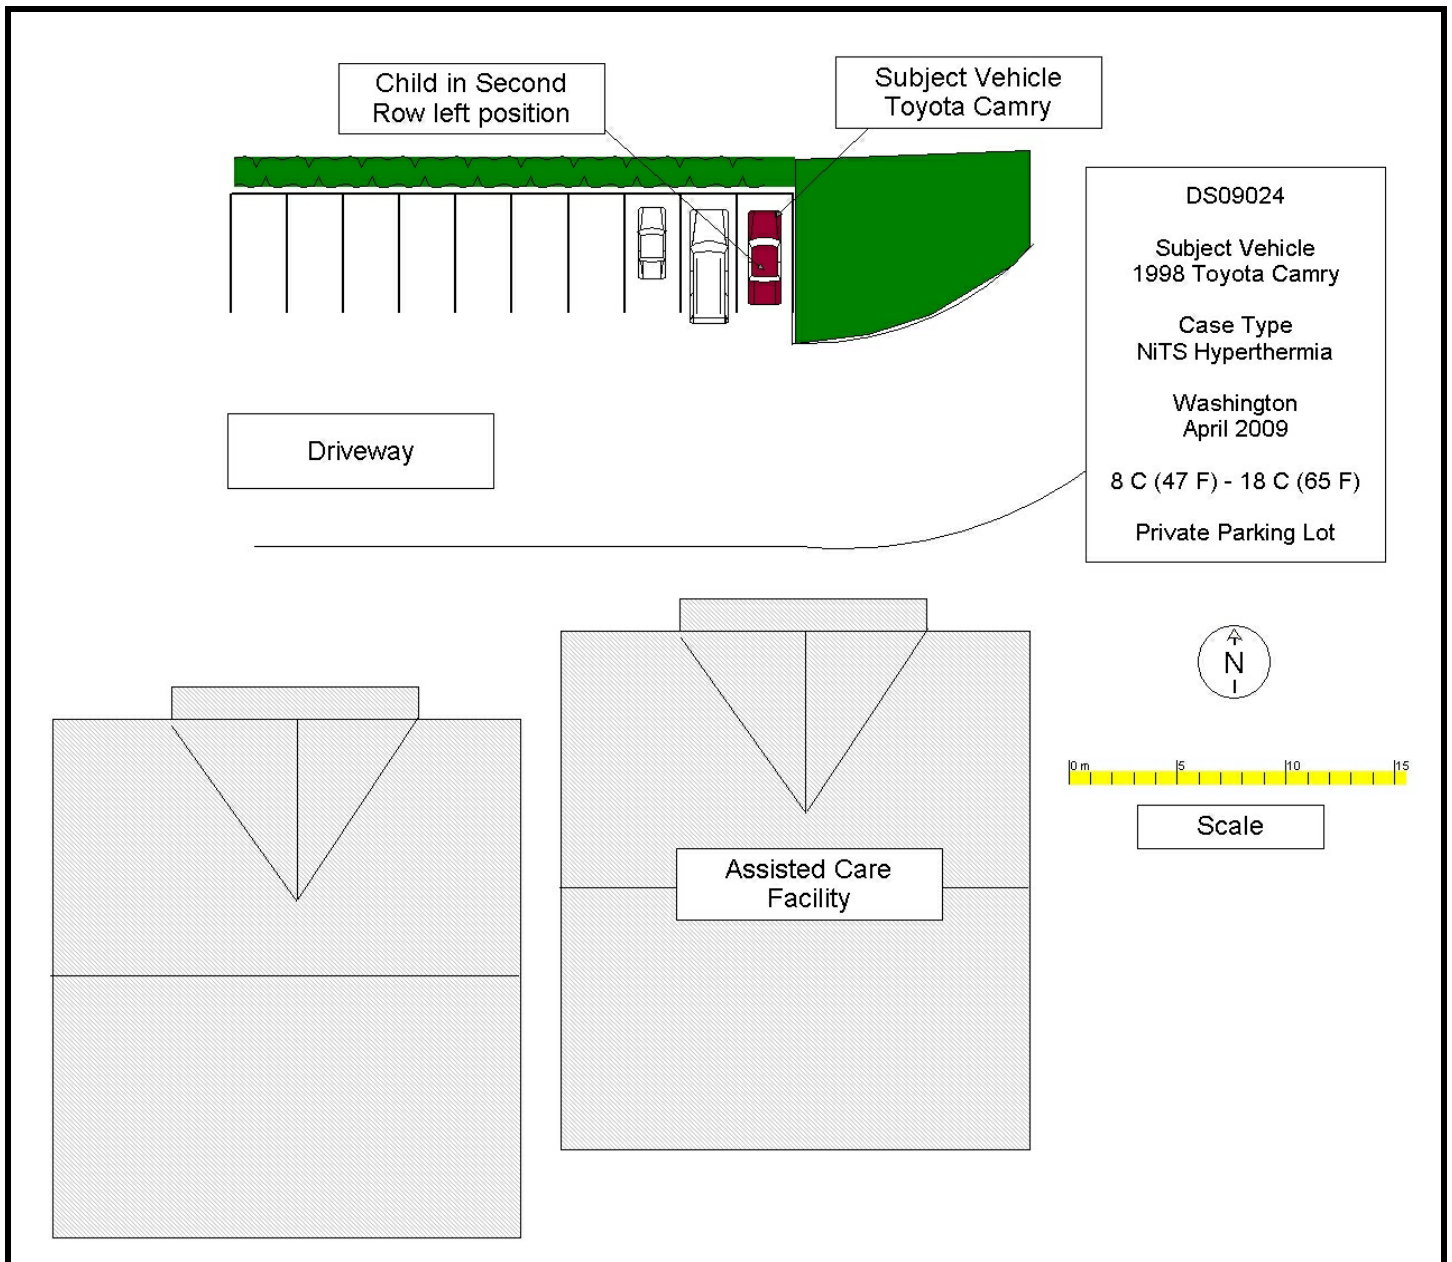 Child in Second
Row left position
Subject Vehicle
Toyota Camry
DS09024
Subject Vehicle
1998 Toyota Camry
Case Type
NiTS Hyperthermia
Washington
April 2009
8 C (47 F) - 18 C (65 F)
Private Parking Lot
Driveway
N
0 m 5 10 15
Scale
Assisted Care
Facility